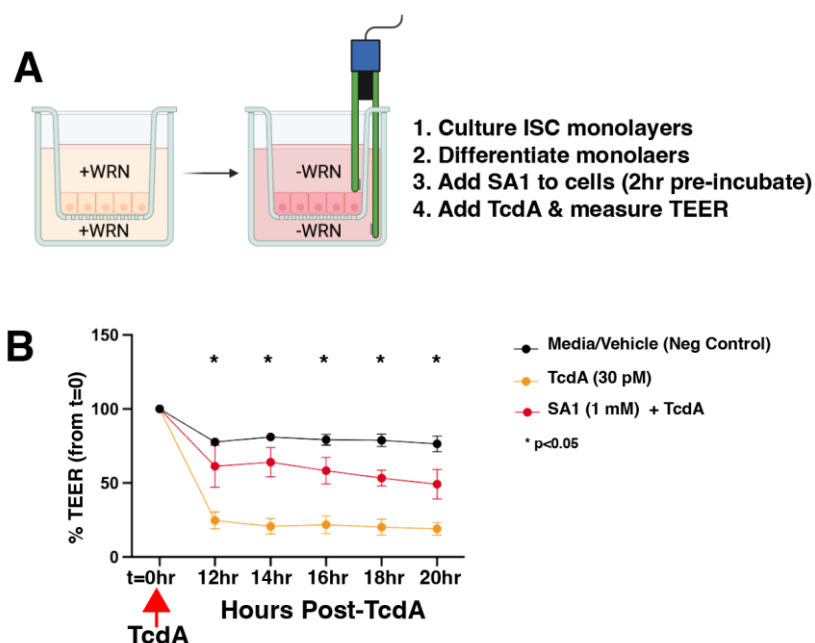 A
+WRN
+WRN
-WRN
-WRN
1. Culture ISC monolayers
2. Differentiate monolaers
3. Add SA1 to cells (2hr pre-incubate)
4. Add TcdA & measure TEER
B
% TEER (from t=0)
150
100
50
0
* * * * *
t=0hr 12hr 14hr 16hr 18hr 20hr
Hours Post-TcdA
TcdA
Media/Vehicle (Neg Control)
TcdA (30 pM)
SA1 (1 mM) + TcdA
* p<0.05